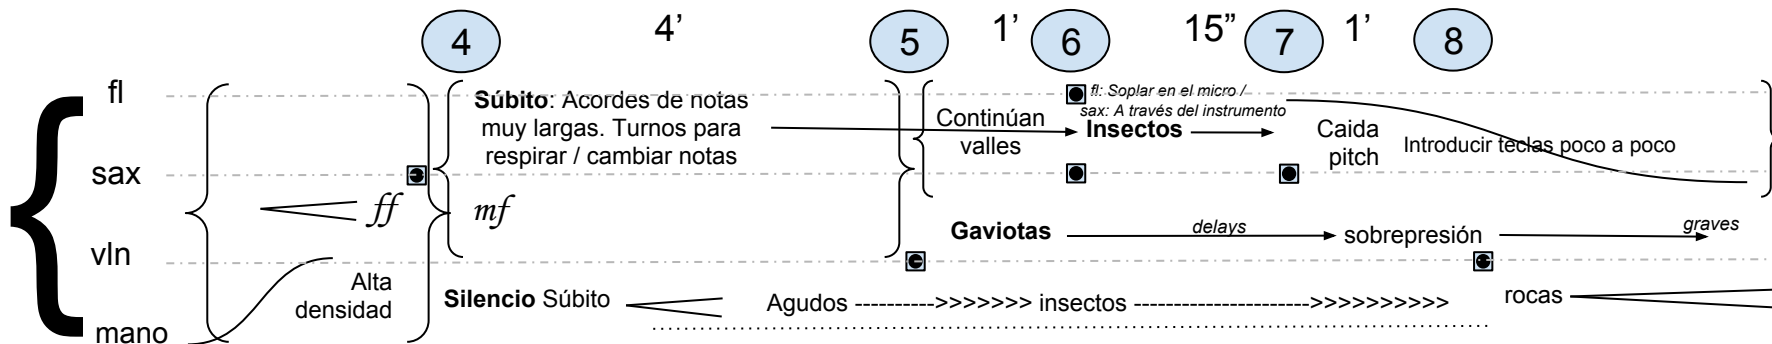 4 4’ 5 1’ 6 15” 7 1’ 8
fl
Súbito: Acordes de notas
muy largas. Turnos para
respirar / cambiar notas
Continúan
valles
fl: Soplar en el micro /
sax: A través del instrumento
Insectos
Caida
pitch
Introducir teclas poco a poco
sax
ff
mf
Gaviotas
delays
sobrepresión
graves
vln
Alta
densidad
Silencio Súbito
Agudos ----------->>>>>>> insectos --------------------->>>>>>>>>>
rocas
mano